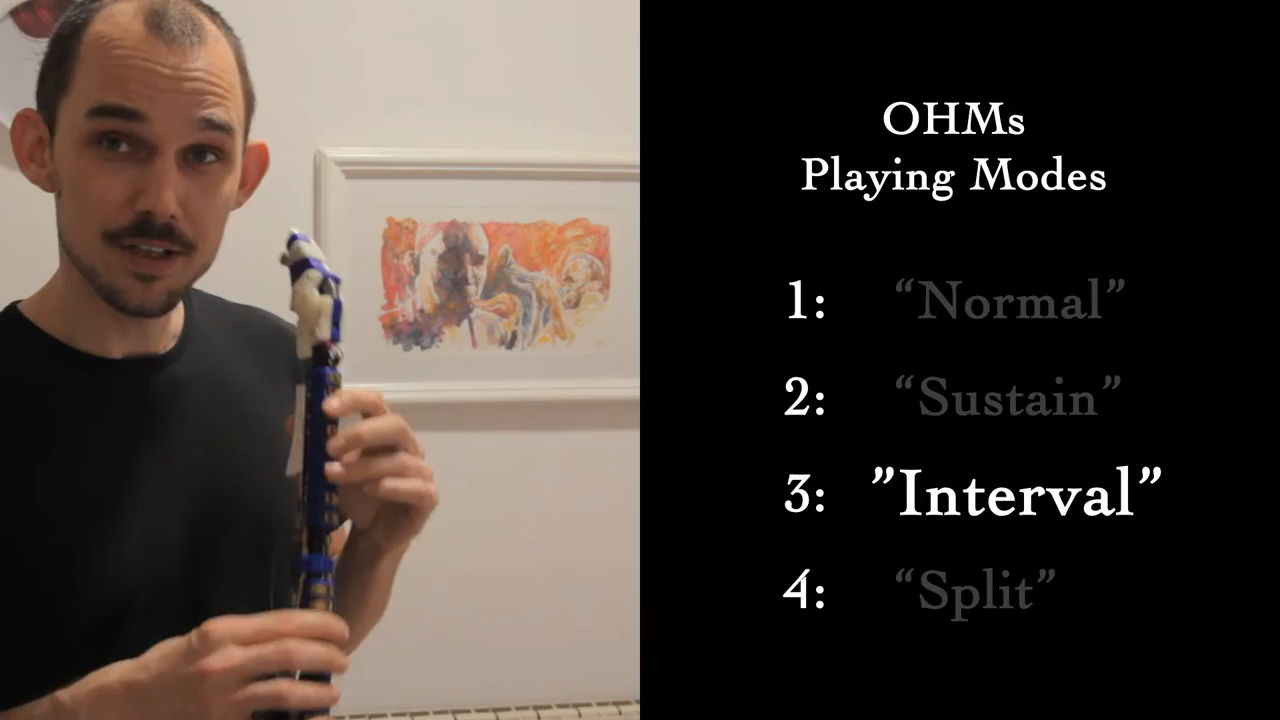 OHMs
Playing Modes
1: “Normal”
2: “Sustain”
3: ”Interval”
4: “Split”